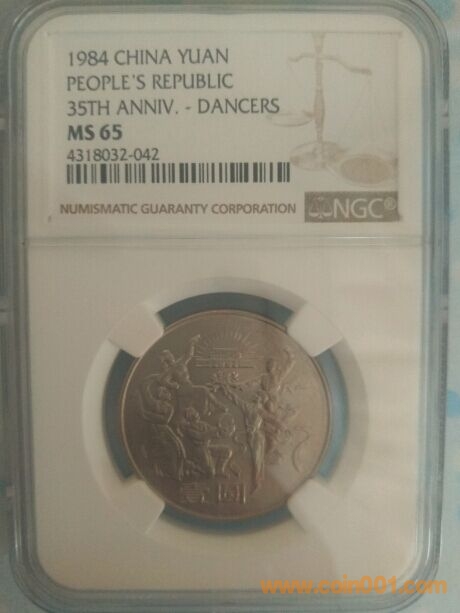 1984 CHINA YUAN
PEOPLE'S REPUBLIC
35TH ANNIV. - DANCERS
MS 65
4318032-042
NUMISMATIC GUARANTY CORPORATION
NGC®
壹圆
www.coin001.com